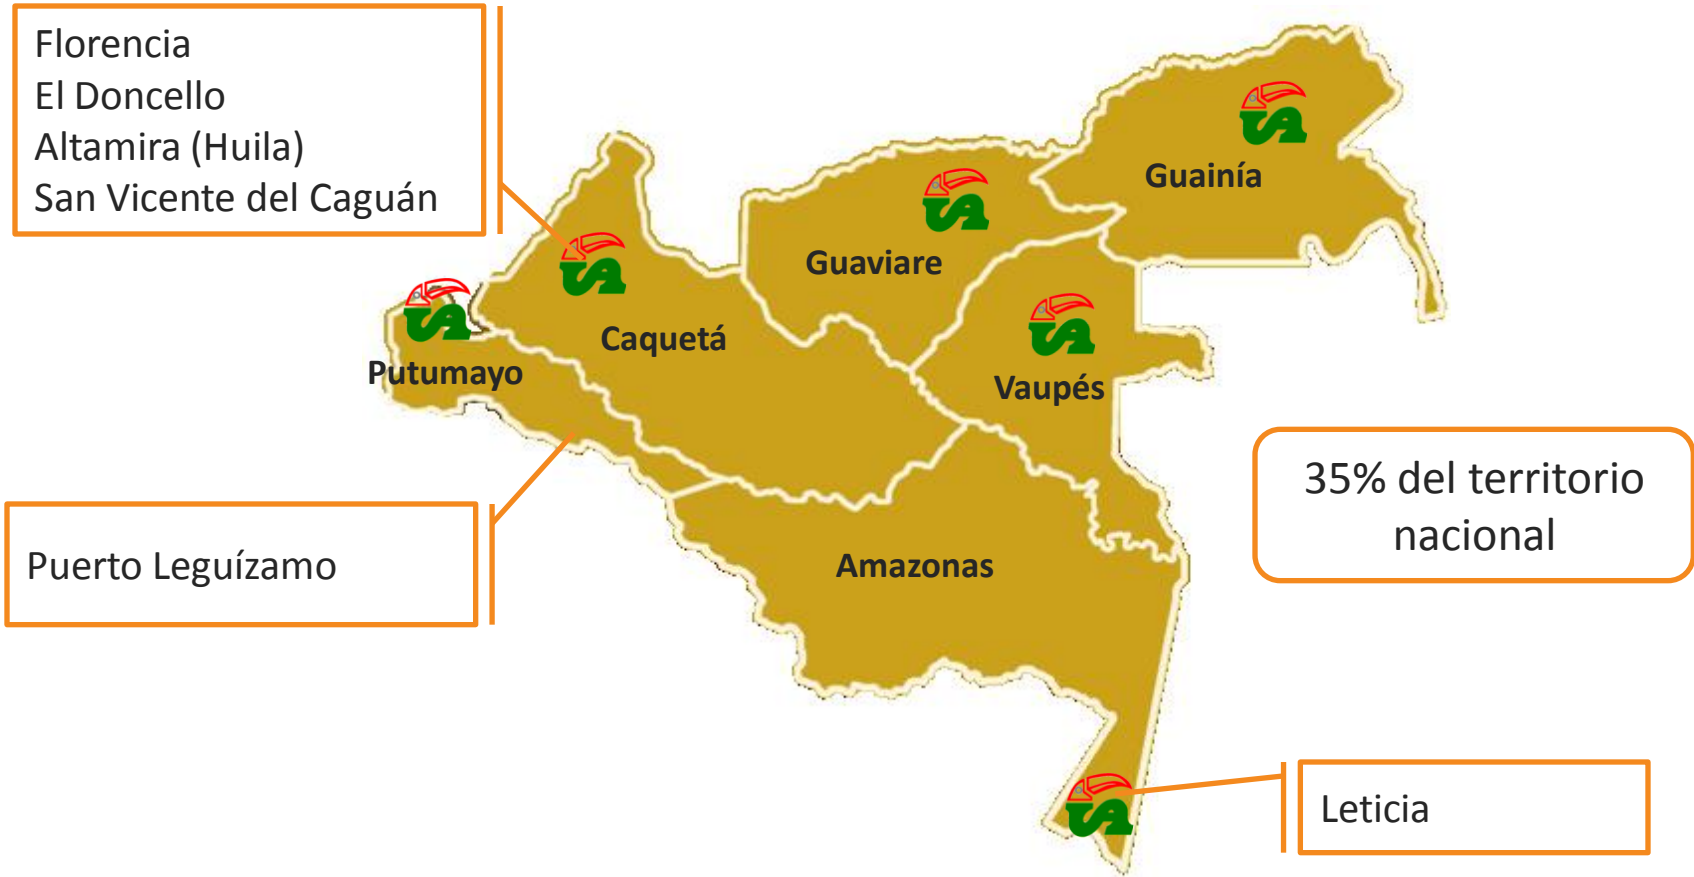 Florencia
El Doncello
Altamira (Huila)
San Vicente del Caguán
Guainía
Guaviare
Caquetá
Putumayo
Vaupés
35% del territorio
nacional
Puerto Leguízamo
Amazonas
Leticia